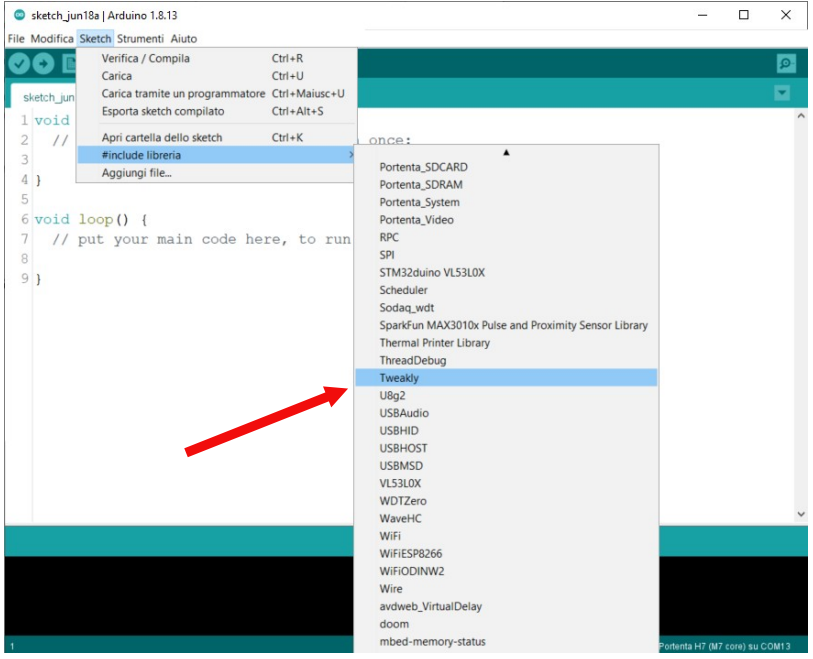 sketch_jun18a | Arduino 1.8.13
File Modifica Sketch Strumenti Aiuto
Verifica / Compila Ctrl+R
Carica Ctrl+U
Carica tramite un programmatore Ctrl+Maiusc+U
Esporta sketch compilato Ctrl+Alt+S
Apri cartella dello sketch Ctrl+K
#include libreria
Aggiungi file...
sketch_jun
1 void
2 // once:
3
4 }
5
6 void loop() {
7 // put your main code here, to run
8
9 }
Portenta_SDCARD
Portenta_SDRAM
Portenta_System
Portenta_Video
RPC
SPI
STM32duino VL53L0X
Scheduler
Sodaq_wdt
SparkFun MAX3010x Pulse and Proximity Sensor Library
Thermal Printer Library
ThreadDebug
Tweakly
U8g2
USBAudio
USBHID
USBHOST
USBMSD
VL53L0X
WDTZero
WaveHC
WiFi
WiFiESP8266
WiFiODINW2
Wire
avdweb_VirtualDelay
doom
mbed-memory-status
1
Portenta H7 (M7 core) su COM13